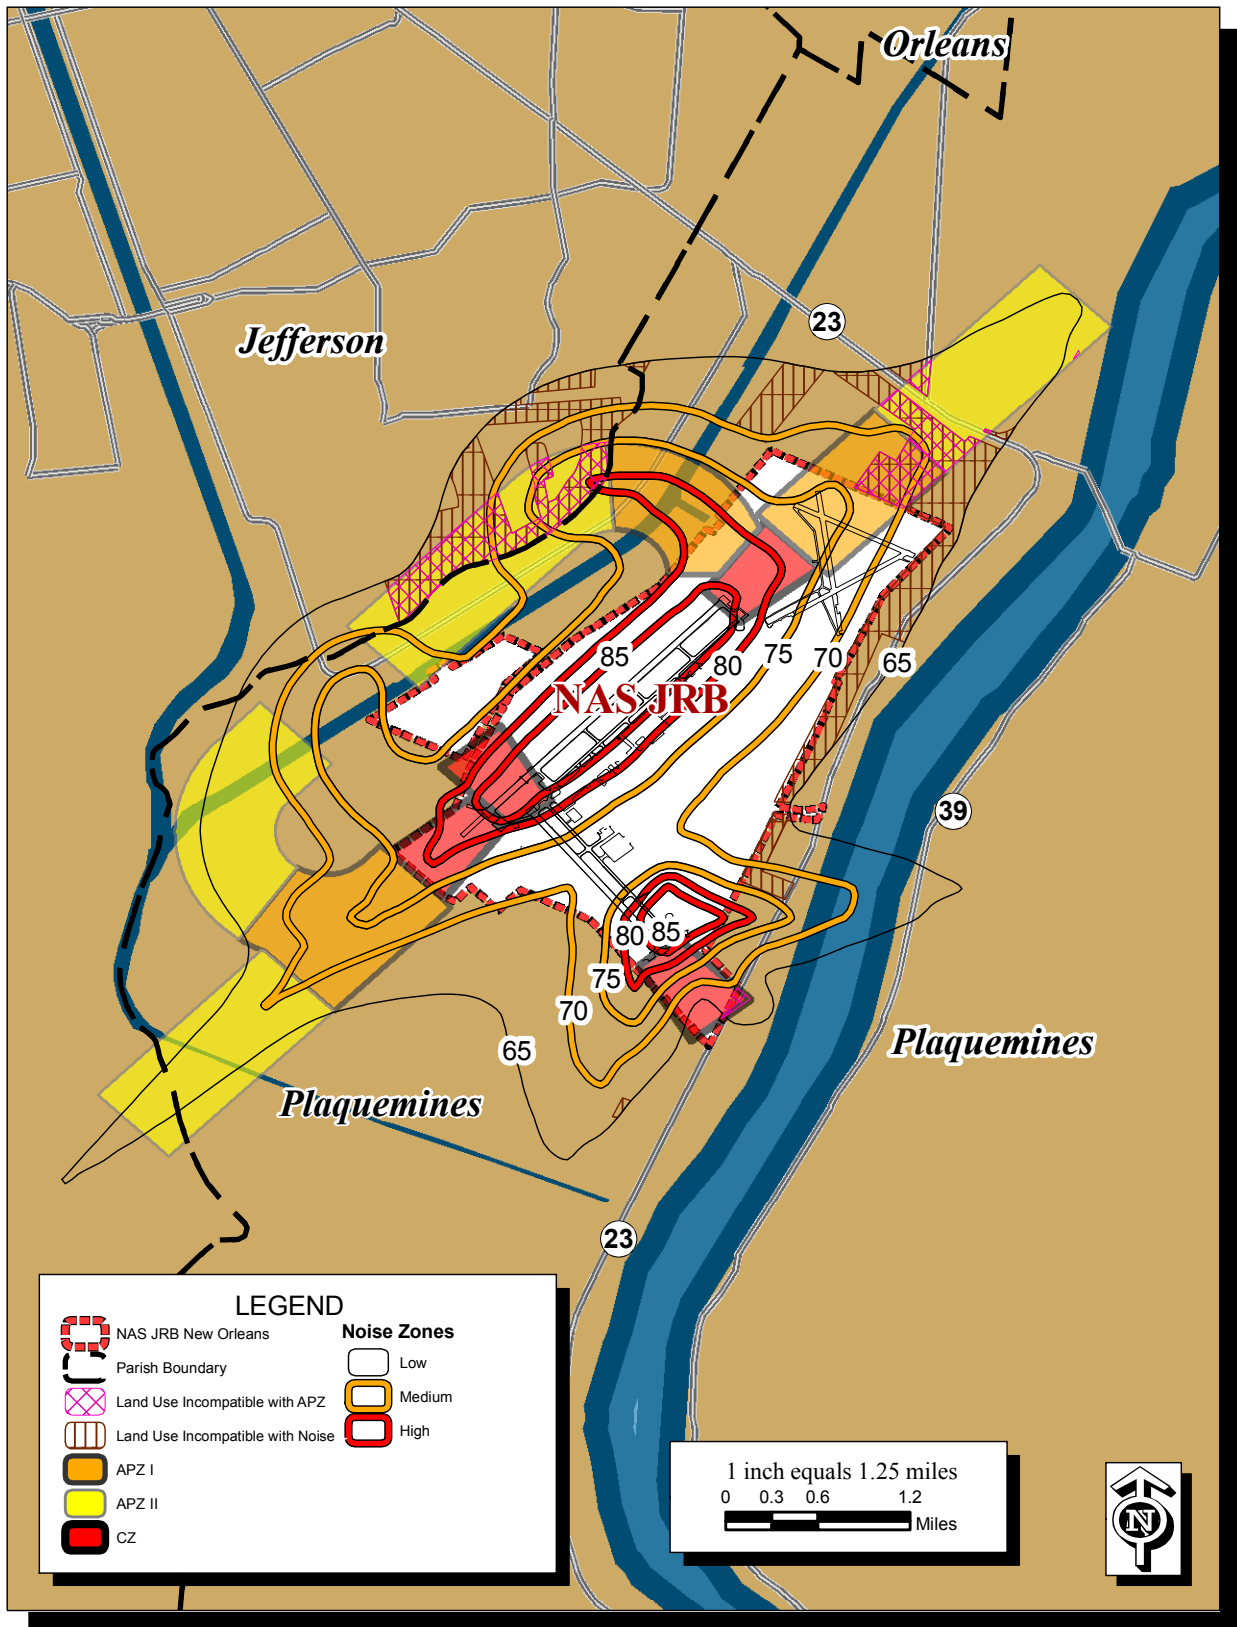 Orleans
23
Jefferson
85
80
75
70
65
NAS JRB
39
80
85
75
70
65
Plaquemines
Plaquemines
23
LEGEND
NAS JRB New Orleans
Parish Boundary
Land Use Incompatible with APZ
Land Use Incompatible with Noise
APZ I
APZ II
CZ
Noise Zones
Low
Medium
High
1 inch equals 1.25 miles
0 0.3 0.6 1.2
Miles
N